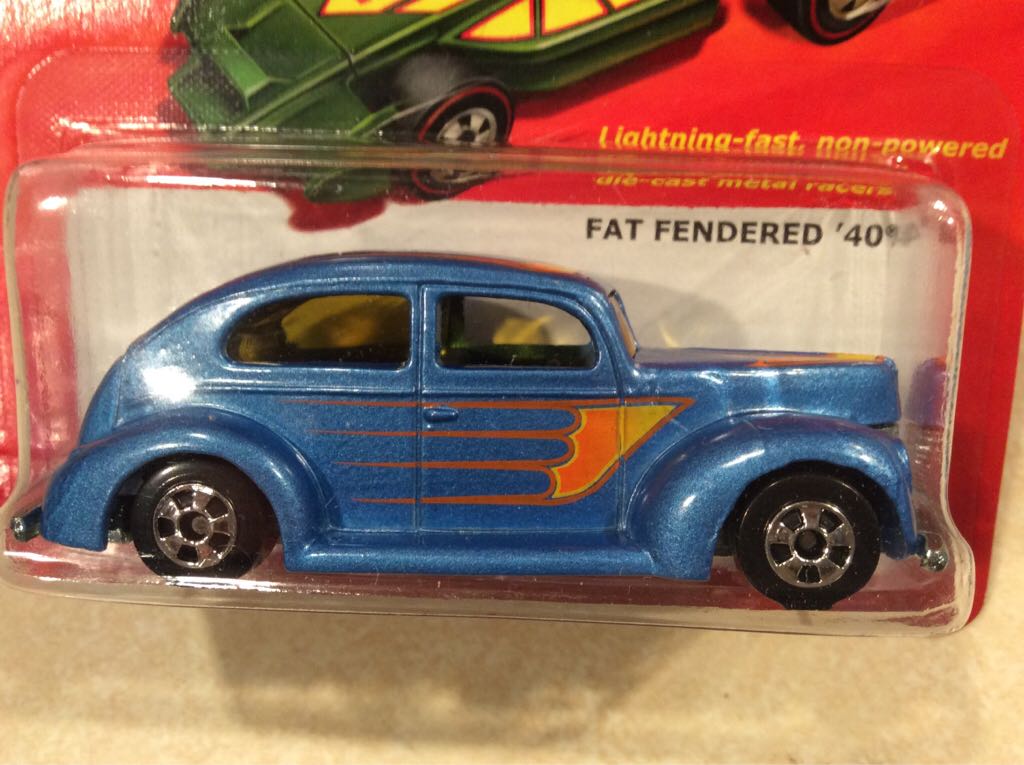 Lightning-fast, non-powered
die-cast metal racers
FAT FENDERED '40®